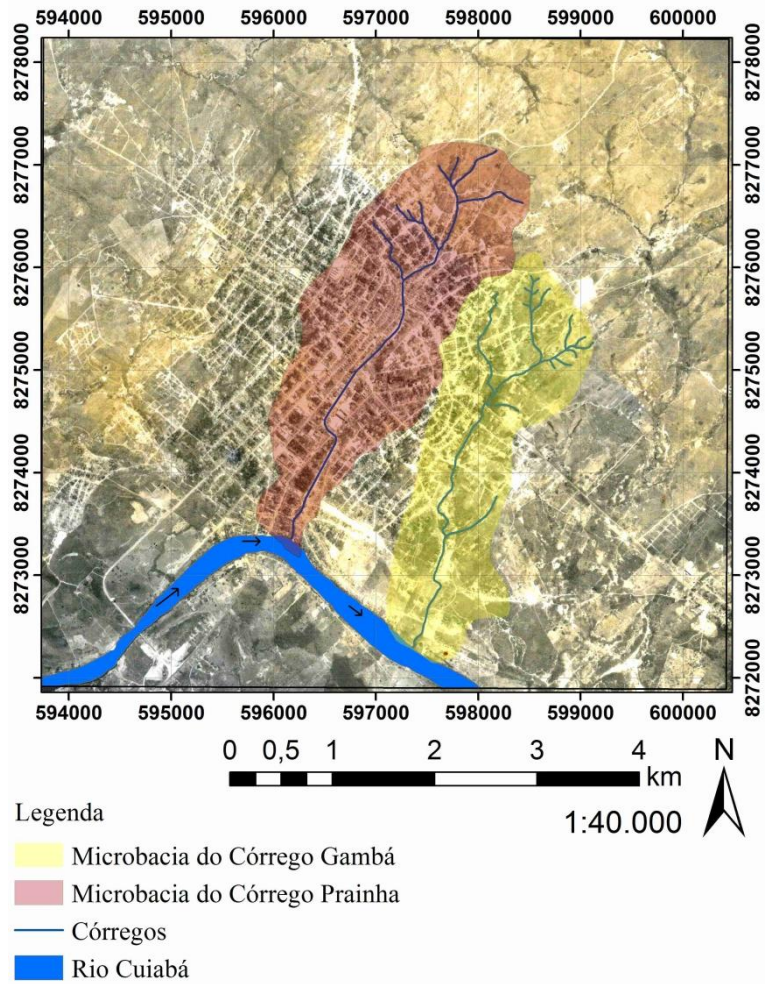 594000 595000 596000 597000 598000 599000 600000
8278000 8278000
8277000 8277000
8276000 8276000
8275000 8275000
8274000 8274000
8273000 8273000
8272000 8272000
594000 595000 596000 597000 598000 599000 600000
0 0,5 1 2 3 4 N
km
Legenda 1:40.000
Microbacia do Córrego Gambá
Microbacia do Córrego Prainha
Córregos
Rio Cuiabá